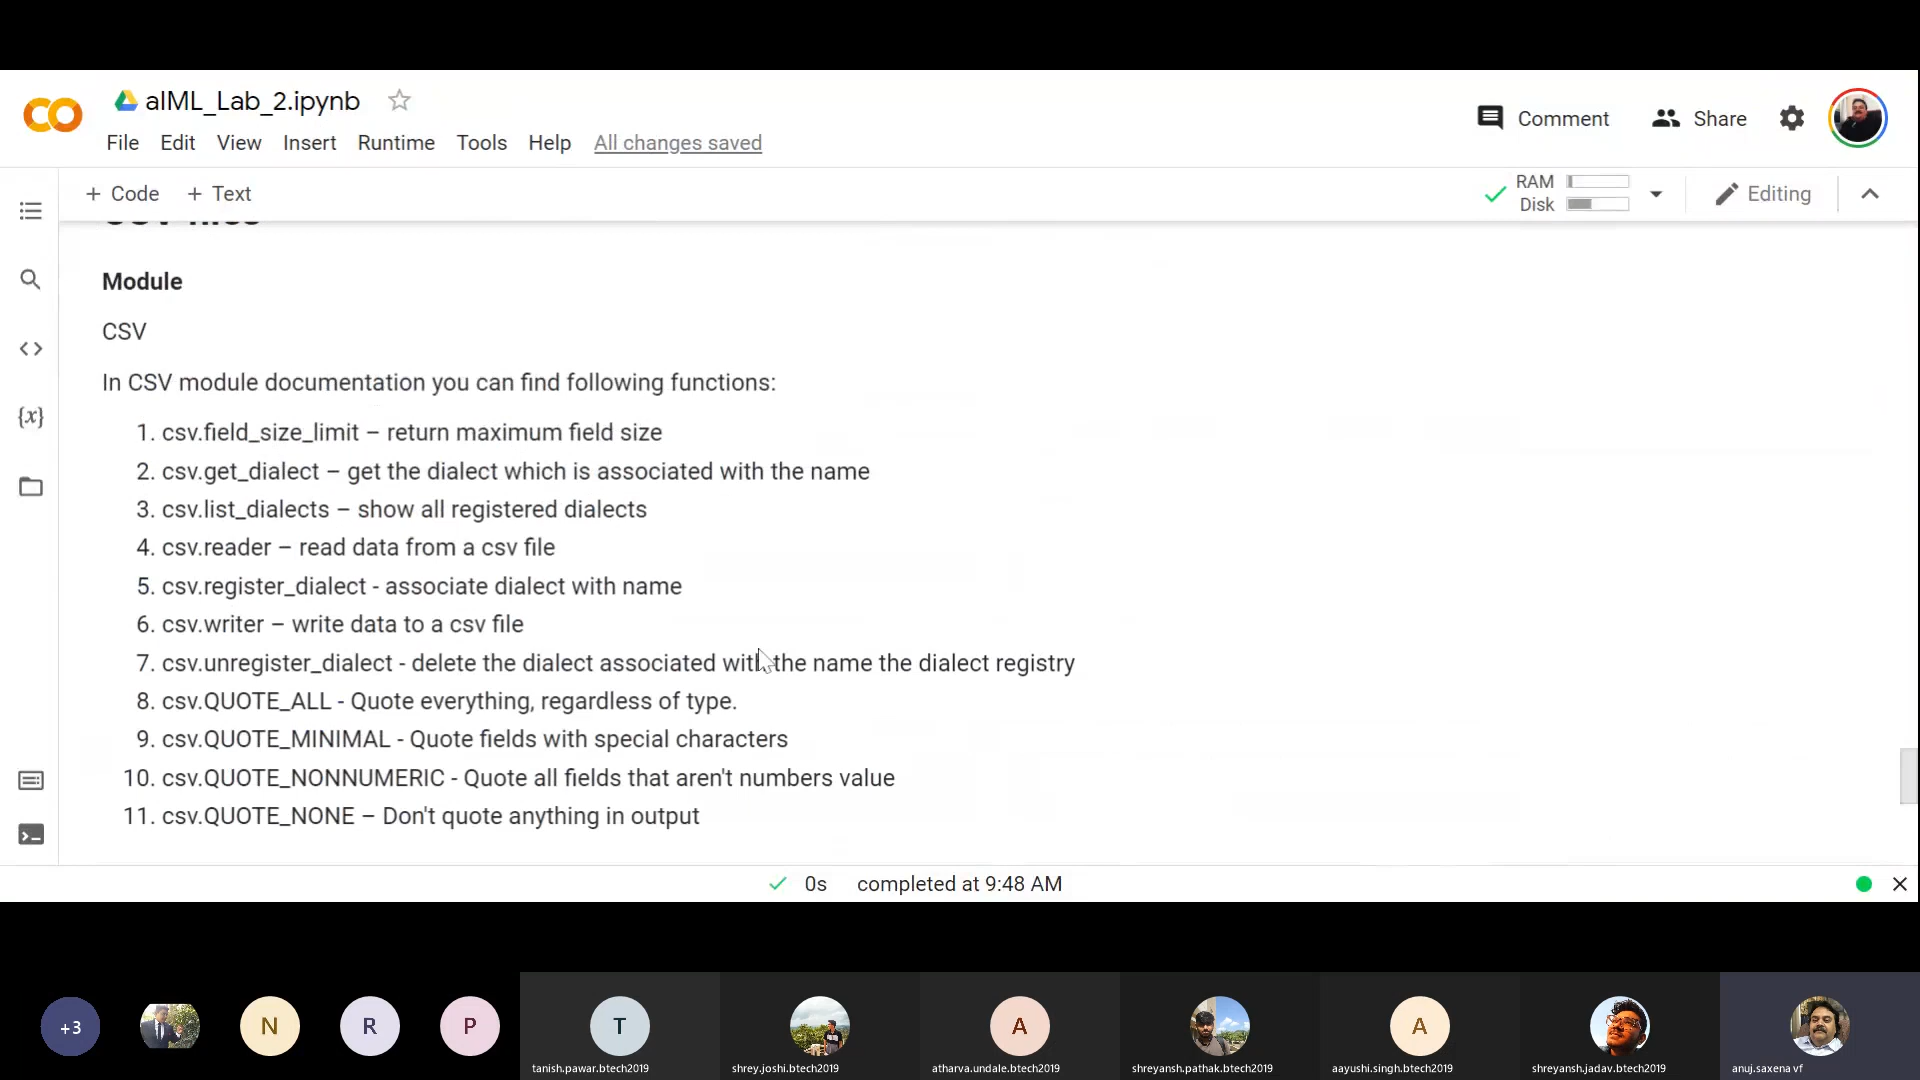 aIML_Lab_2.ipynb
Comment
Share
File Edit View Insert Runtime Tools Help All changes saved
+ Code + Text
RAM
Disk
Editing
CSV files
Module
CSV
In CSV module documentation you can find following functions:
1. csv.field_size_limit – return maximum field size
2. csv.get_dialect – get the dialect which is associated with the name
3. csv.list_dialects – show all registered dialects
4. csv.reader – read data from a csv file
5. csv.register_dialect - associate dialect with name
6. csv.writer – write data to a csv file
7. csv.unregister_dialect - delete the dialect associated with the name the dialect registry
8. csv.QUOTE_ALL - Quote everything, regardless of type.
9. csv.QUOTE_MINIMAL - Quote fields with special characters
10. csv.QUOTE_NONNUMERIC - Quote all fields that aren't numbers value
11. csv.QUOTE_NONE – Don't quote anything in output
0s completed at 9:48 AM
+3 N R P T A A
tanish.pawar.btech2019 shrey.joshi.btech2019 atharva.undale.btech2019 shreyansh.pathak.btech2019 aayushi.singh.btech2019 shreyansh.jadav.btech2019 anuj.saxena vf